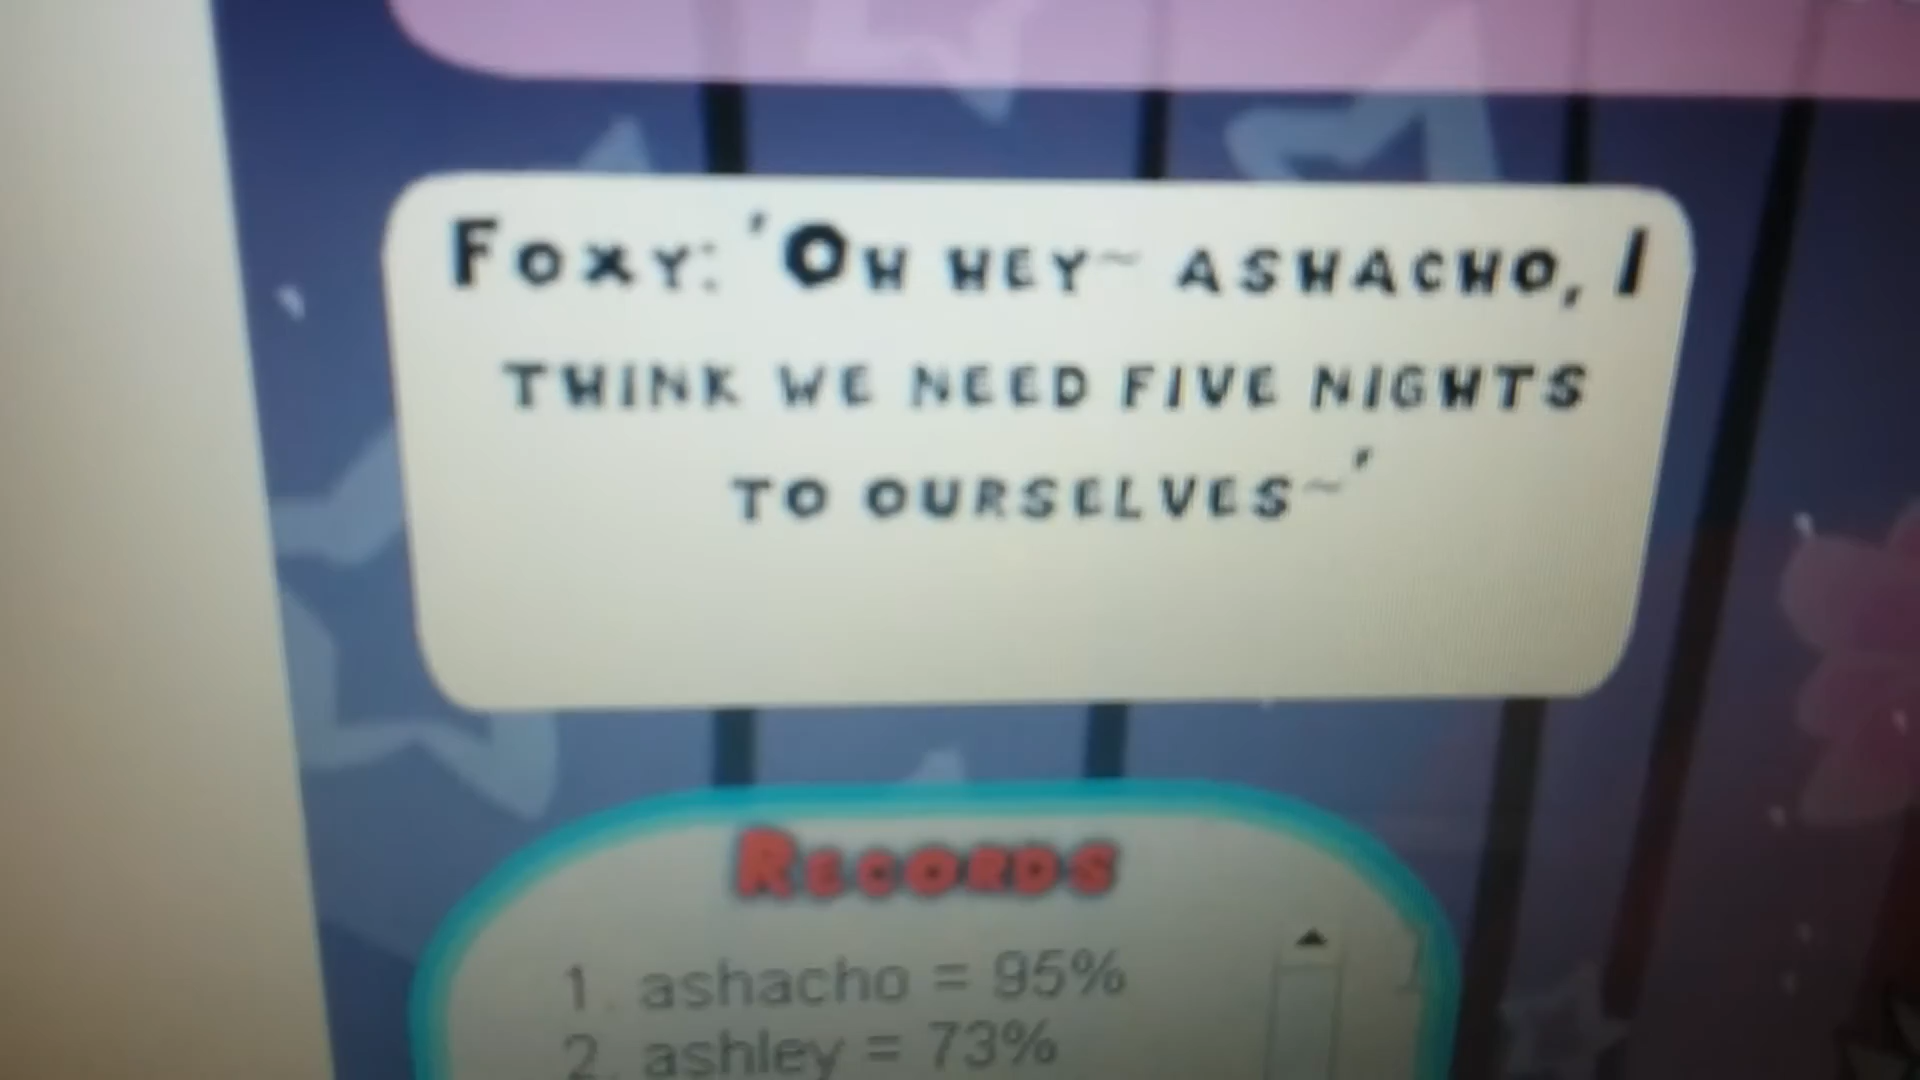 Foxy: 'Oh hey~ ashacho, I
think we need five nights
to ourselves~'
Records
1. ashacho = 95%
2. ashley = 73%